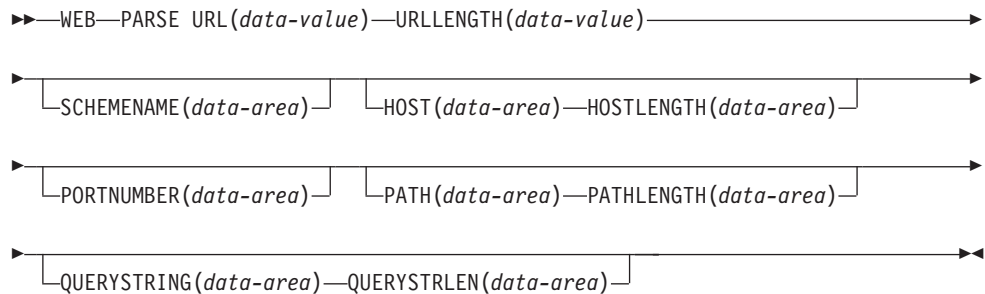 WEB PARSE URL(data-value) URLLENGTH(data-value)
SCHEMENAME(data-area) HOST(data-area) HOSTLENGTH(data-area)
PORTNUMBER(data-area) PATH(data-area) PATHLENGTH(data-area)
QUERYSTRING(data-area) QUERYSTRLEN(data-area)